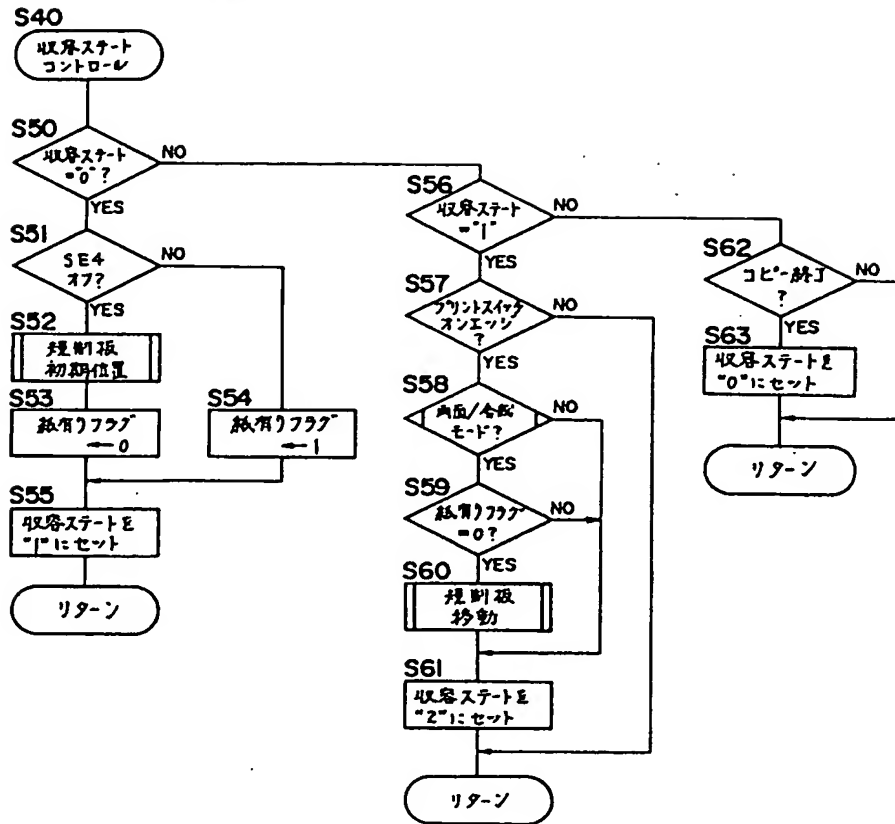 S40
収容ステート
コントロール
S50
収容ステート
="0"?
NO
YES
S51
SE4
オフ?
NO
YES
S52
規制板
初期位置
S53
紙有りフラグ
←0
S54
紙有りフラグ
←1
S55
収容ステートを
"1"にセット
リターン
S56
収容ステート
="1"
NO
YES
S57
プリントスイッチ
オンエッジ
?
NO
YES
S58
両面/合成
モード?
NO
YES
S59
紙有りフラグ
=0?
NO
YES
S60
規制板
移動
S61
収容ステートを
"2"にセット
リターン
S62
コピー終了
?
NO
YES
S63
収容ステートを
"0"にセット
リターン